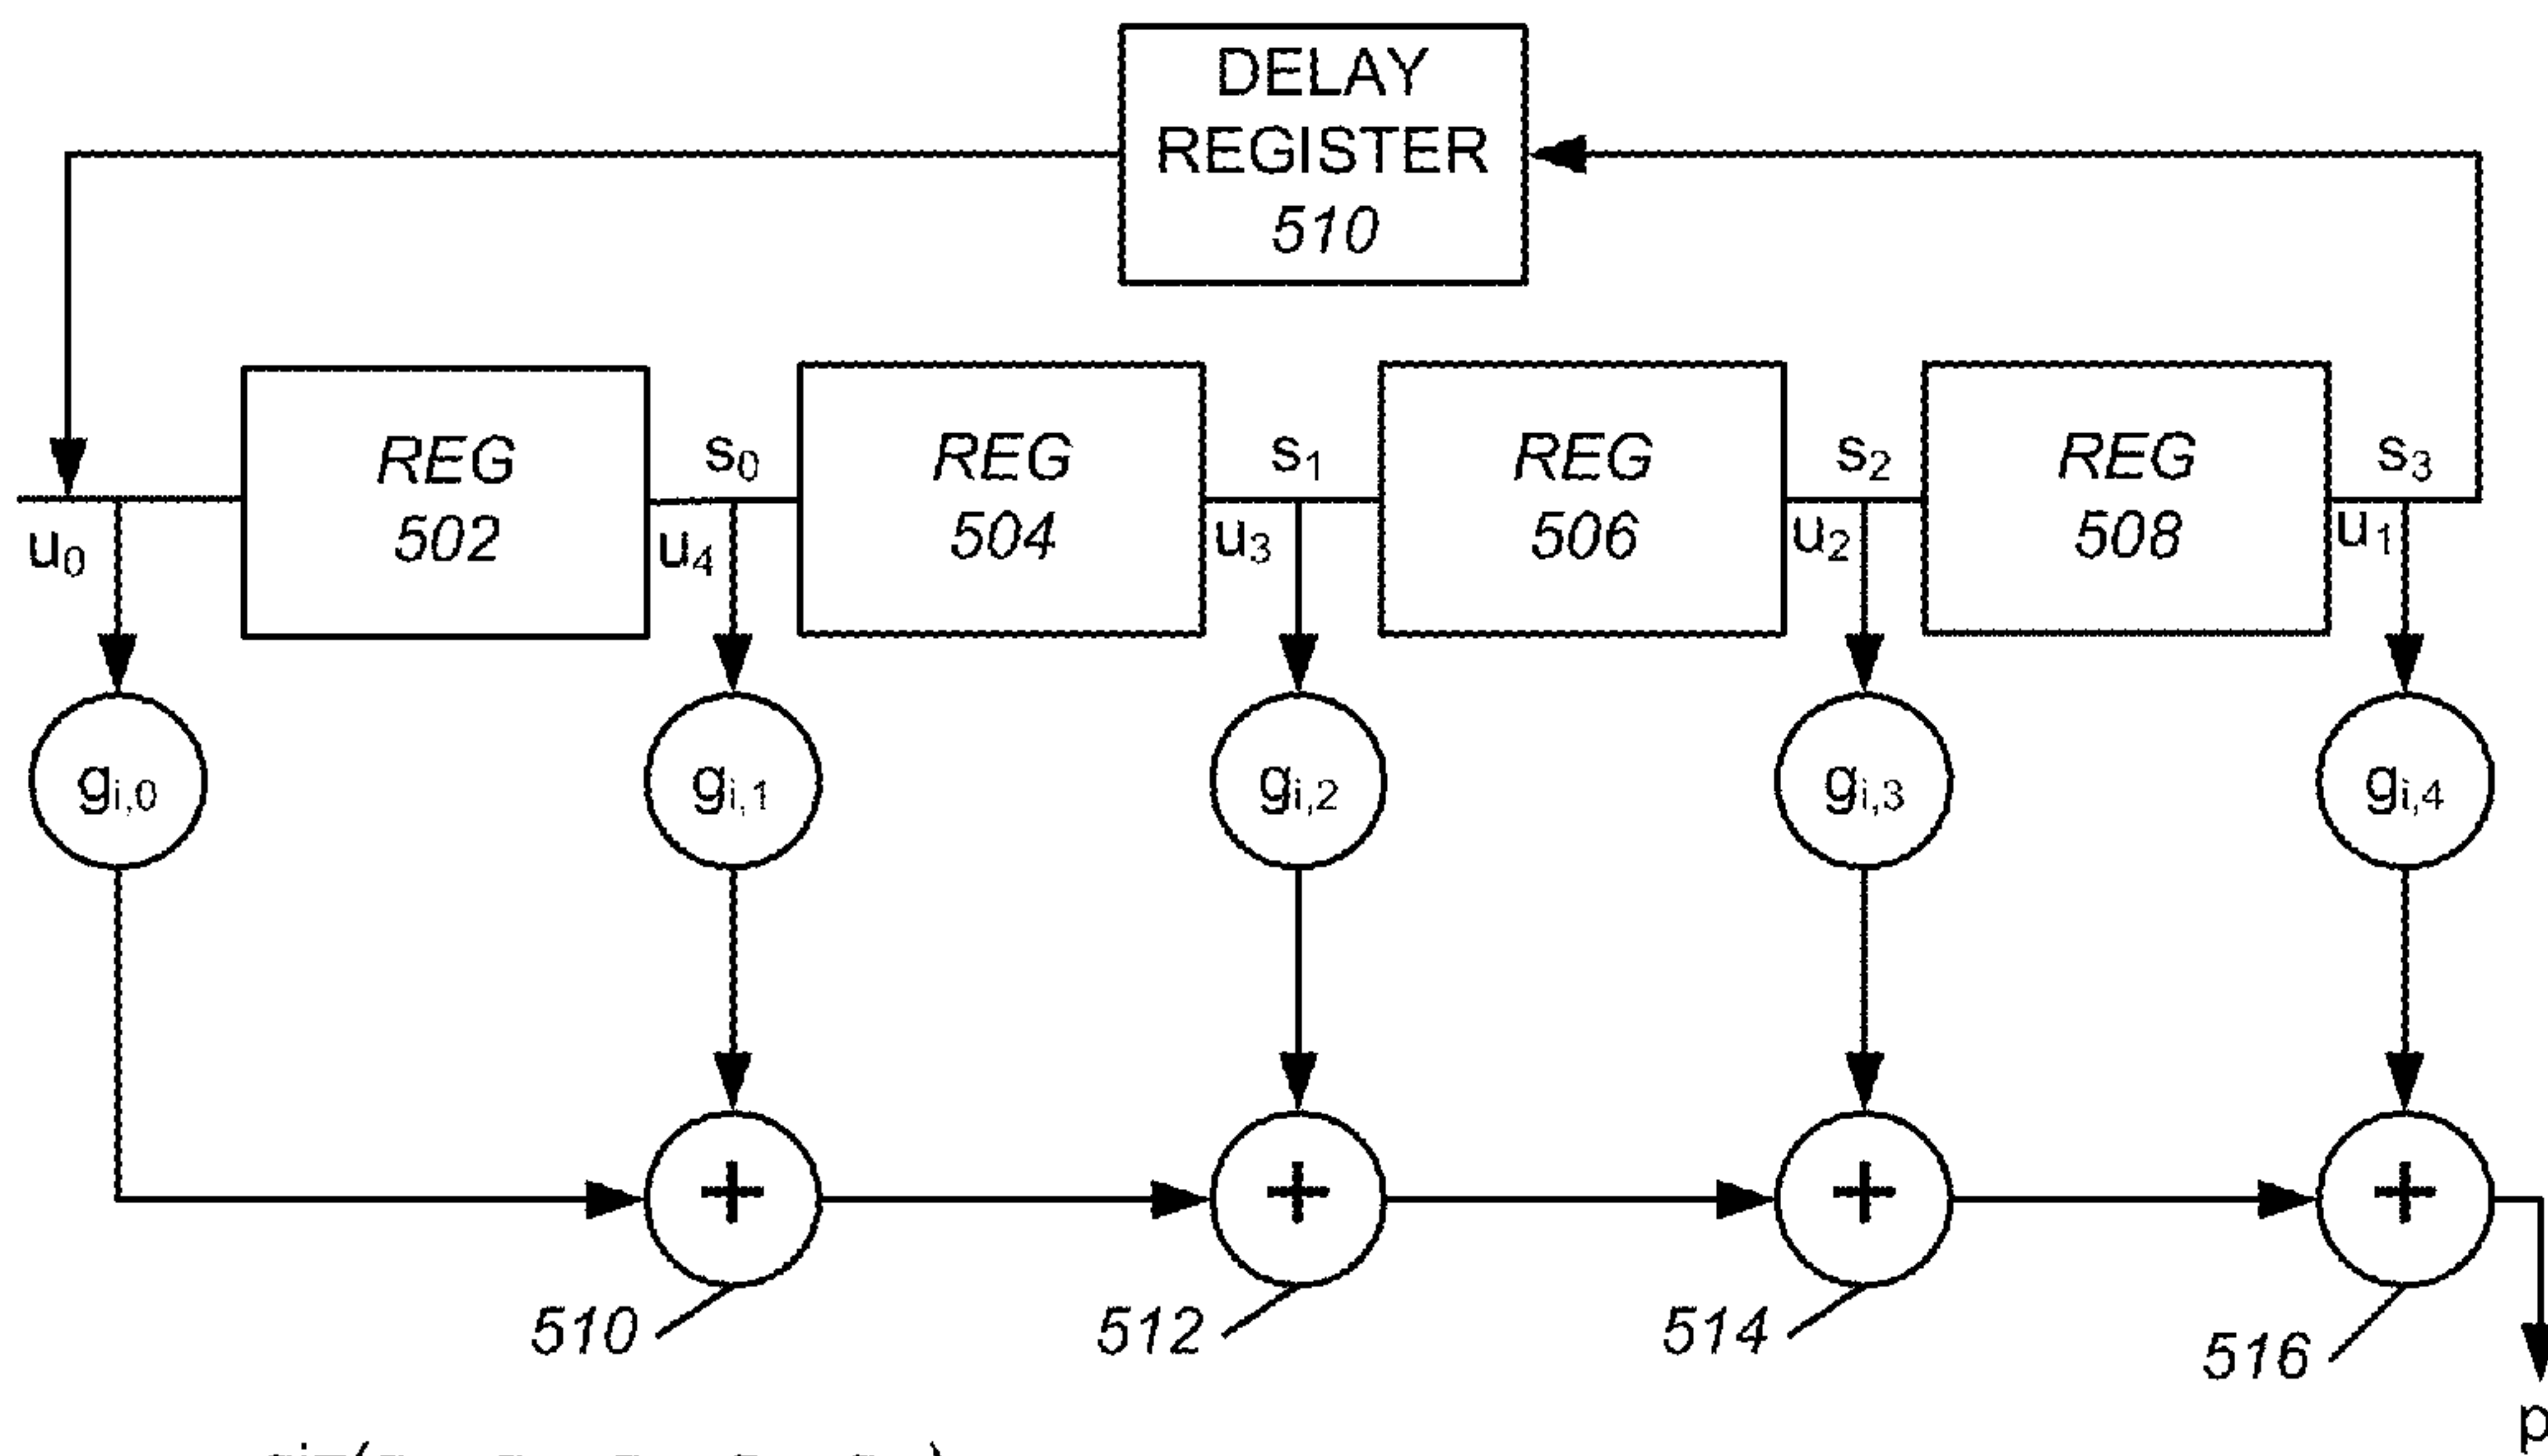 DELAY
REGISTER
510
s₀ s₁ s₂ s₃
REG REG REG REG
502 504 506 508
u₀ u₄ u₃ u₂ u₁
gᵢ,₀ gᵢ,₁ gᵢ,₂ gᵢ,₃ gᵢ,₄
+ + + +
510 512 514 516
p